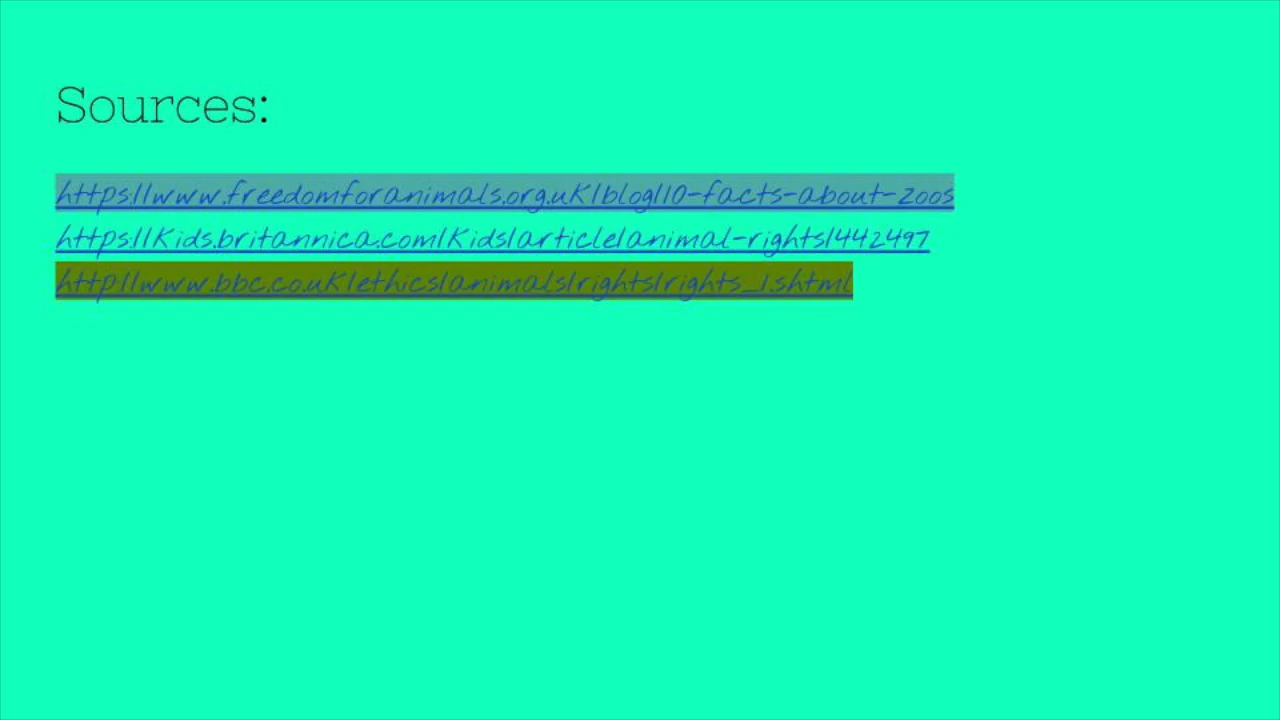 Sources:
https://www.freedomforanimals.org.uk/blog/10-facts-about-zoos
https://kids.britannica.com/kids/article/animal-rights/442497
http://www.bbc.co.uk/ethics/animals/rights/rights_1.shtml